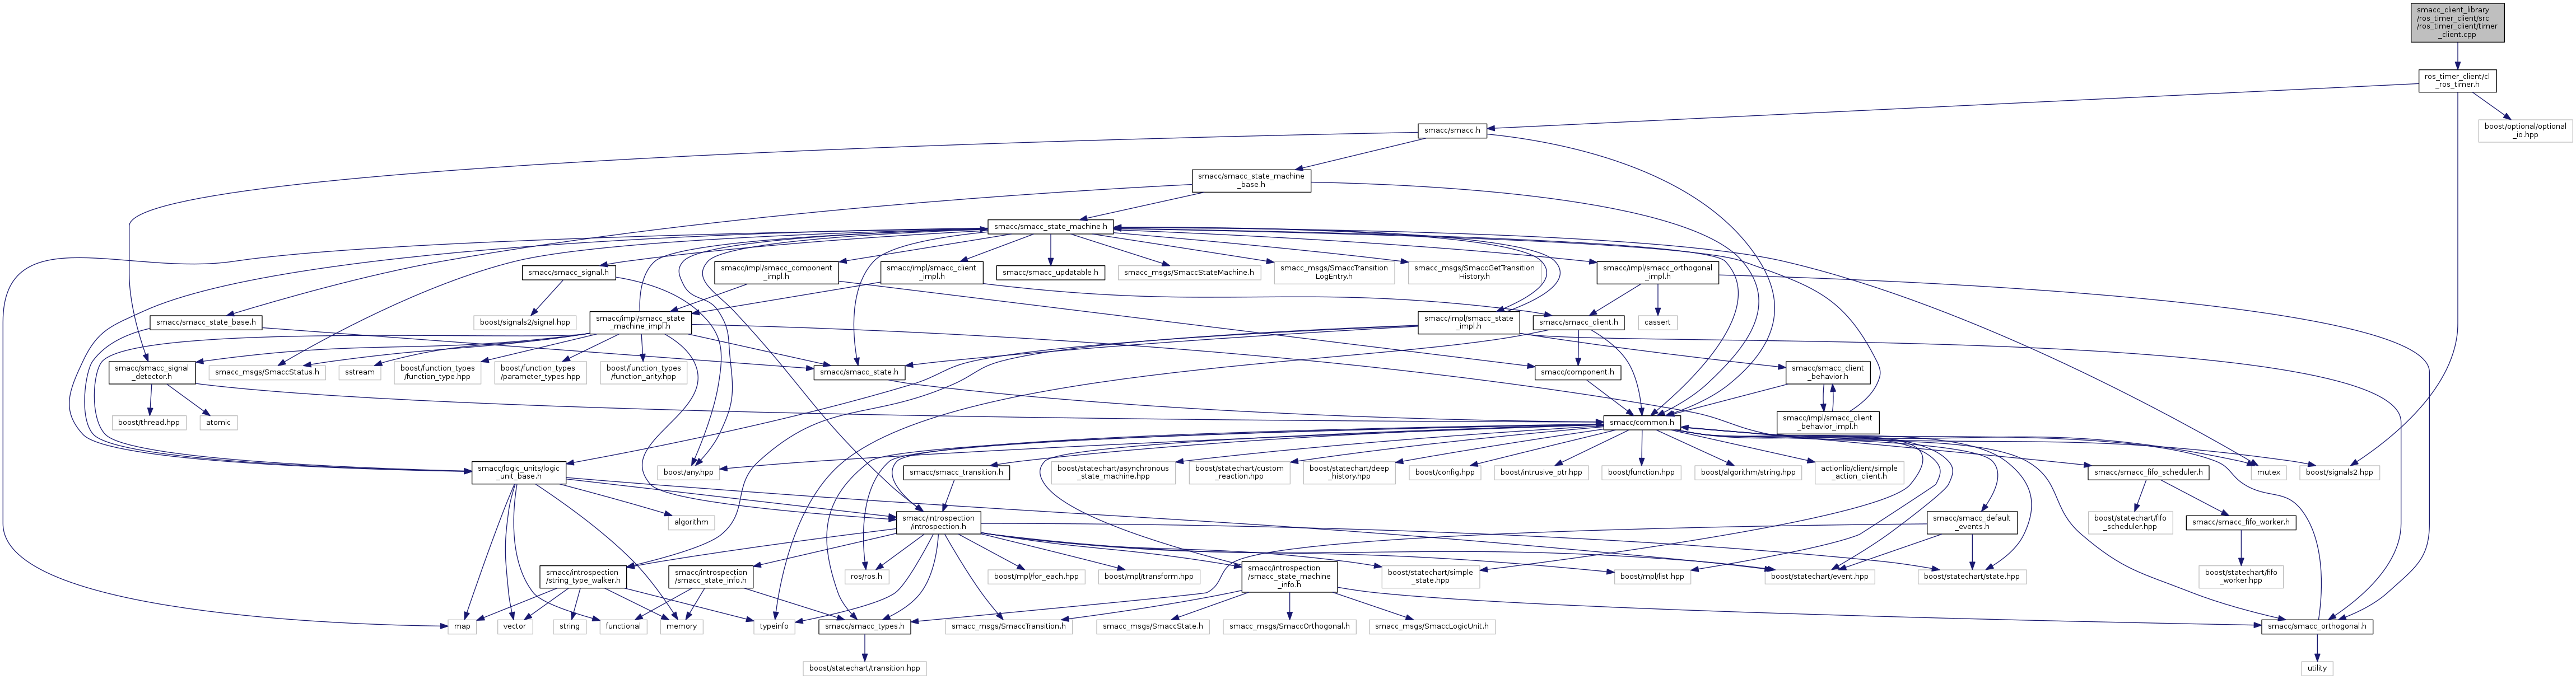 smacc_client_library
/ros_timer_client/src
/ros_timer_client/timer
_client.cpp
ros_timer_client/cl
_ros_timer.h
smacc/smacc.h
boost/optional/optional
_io.hpp
smacc/smacc_state_machine
_base.h
smacc/smacc_state_machine.h
smacc/smacc_signal.h
smacc/impl/smacc_component
_impl.h
smacc/impl/smacc_client
_impl.h
smacc/smacc_updatable.h
smacc_msgs/SmaccStateMachine.h
smacc_msgs/SmaccTransition
LogEntry.h
smacc_msgs/SmaccGetTransition
History.h
smacc/impl/smacc_orthogonal
_impl.h
smacc/smacc_state_base.h
boost/signals2/signal.hpp
smacc/impl/smacc_state
_machine_impl.h
smacc/impl/smacc_state
_impl.h
smacc/smacc_client.h
cassert
smacc/smacc_signal
_detector.h
smacc_msgs/SmaccStatus.h
sstream
boost/function_types
/function_type.hpp
boost/function_types
/parameter_types.hpp
boost/function_types
/function_arity.hpp
smacc/smacc_state.h
smacc/component.h
smacc/smacc_client
_behavior.h
boost/thread.hpp
atomic
smacc/common.h
smacc/impl/smacc_client
_behavior_impl.h
smacc/logic_units/logic
_unit_base.h
boost/any.hpp
smacc/smacc_transition.h
boost/statechart/asynchronous
_state_machine.hpp
boost/statechart/custom
_reaction.hpp
boost/statechart/deep
_history.hpp
boost/config.hpp
boost/intrusive_ptr.hpp
boost/function.hpp
boost/algorithm/string.hpp
actionlib/client/simple
_action_client.h
smacc/smacc_fifo_scheduler.h
mutex
boost/signals2.hpp
algorithm
smacc/introspection
/introspection.h
smacc/smacc_default
_events.h
boost/statechart/fifo
_scheduler.hpp
smacc/smacc_fifo_worker.h
smacc/introspection
/string_type_walker.h
smacc/introspection
/smacc_state_info.h
ros/ros.h
boost/mpl/for_each.hpp
boost/mpl/transform.hpp
smacc/introspection
/smacc_state_machine
_info.h
boost/statechart/simple
_state.hpp
boost/mpl/list.hpp
boost/statechart/event.hpp
boost/statechart/state.hpp
boost/statechart/fifo
_worker.hpp
map
vector
string
functional
memory
typeinfo
smacc/smacc_types.h
smacc_msgs/SmaccTransition.h
smacc_msgs/SmaccState.h
smacc_msgs/SmaccOrthogonal.h
smacc_msgs/SmaccLogicUnit.h
smacc/smacc_orthogonal.h
boost/statechart/transition.hpp
utility